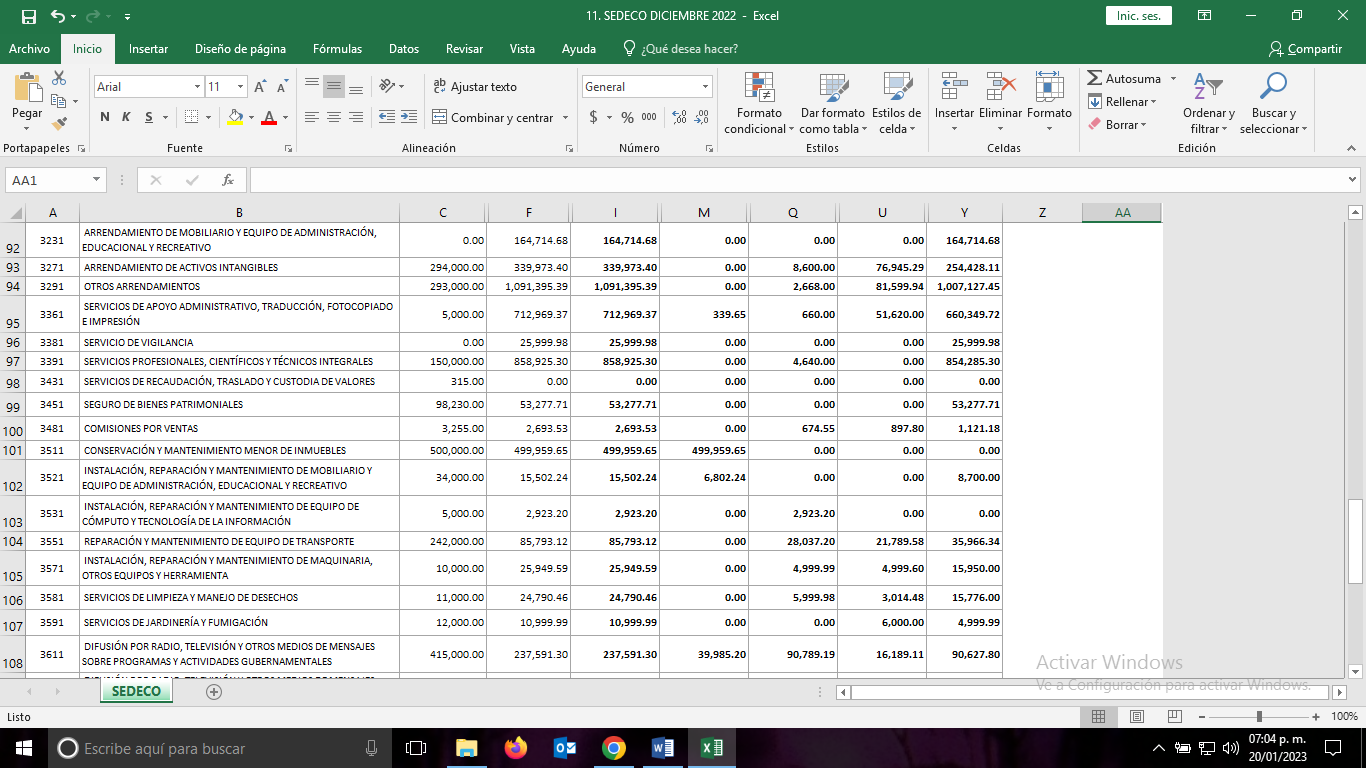 11. SEDECO DICIEMBRE 2022 - Excel
Inic. ses.
Archivo Inicio Insertar Diseño de página Fórmulas Datos Revisar Vista Ayuda ¿Qué desea hacer? Compartir
Pegar
Portapapeles
Arial 11
N K S
Fuente
Ajustar texto
Combinar y centrar
Alineación
General
$ % 000
Número
Formato condicional
Dar formato como tabla
Estilos de celda
Estilos
Insertar Eliminar Formato
Celdas
Autosuma
Rellenar
Borrar
Ordenar y filtrar
Buscar y seleccionar
Edición
AA1
fx
A B C F I M Q U Y Z AA
92 3231 ARRENDAMIENTO DE MOBILIARIO Y EQUIPO DE ADMINISTRACIÓN,
EDUCACIONAL Y RECREATIVO 0.00 164,714.68 164,714.68 0.00 0.00 0.00 164,714.68
93 3271 ARRENDAMIENTO DE ACTIVOS INTANGIBLES 294,000.00 339,973.40 339,973.40 0.00 8,600.00 76,945.29 254,428.11
94 3291 OTROS ARRENDAMIENTOS 293,000.00 1,091,395.39 1,091,395.39 0.00 2,668.00 81,599.94 1,007,127.45
95 3361 SERVICIOS DE APOYO ADMINISTRATIVO, TRADUCCIÓN, FOTOCOPIADO
E IMPRESIÓN 5,000.00 712,969.37 712,969.37 339.65 660.00 51,620.00 660,349.72
96 3381 SERVICIO DE VIGILANCIA 0.00 25,999.98 25,999.98 0.00 0.00 0.00 25,999.98
97 3391 SERVICIOS PROFESIONALES, CIENTÍFICOS Y TÉCNICOS INTEGRALES 150,000.00 858,925.30 858,925.30 0.00 4,640.00 0.00 854,285.30
98 3431 SERVICIOS DE RECAUDACIÓN, TRASLADO Y CUSTODIA DE VALORES 315.00 0.00 0.00 0.00 0.00 0.00 0.00
99 3451 SEGURO DE BIENES PATRIMONIALES 98,230.00 53,277.71 53,277.71 0.00 0.00 0.00 53,277.71
100 3481 COMISIONES POR VENTAS 3,255.00 2,693.53 2,693.53 0.00 674.55 897.80 1,121.18
101 3511 CONSERVACIÓN Y MANTENIMIENTO MENOR DE INMUEBLES 500,000.00 499,959.65 499,959.65 499,959.65 0.00 0.00 0.00
102 3521 INSTALACIÓN, REPARACIÓN Y MANTENIMIENTO DE MOBILIARIO Y
EQUIPO DE ADMINISTRACIÓN, EDUCACIONAL Y RECREATIVO 34,000.00 15,502.24 15,502.24 6,802.24 0.00 0.00 8,700.00
103 3531 INSTALACIÓN, REPARACIÓN Y MANTENIMIENTO DE EQUIPO DE
CÓMPUTO Y TECNOLOGÍA DE LA INFORMACIÓN 5,000.00 2,923.20 2,923.20 0.00 2,923.20 0.00 0.00
104 3551 REPARACIÓN Y MANTENIMIENTO DE EQUIPO DE TRANSPORTE 242,000.00 85,793.12 85,793.12 0.00 28,037.20 21,789.58 35,966.34
105 3571 INSTALACIÓN, REPARACIÓN Y MANTENIMIENTO DE MAQUINARIA,
OTROS EQUIPOS Y HERRAMIENTA 10,000.00 25,949.59 25,949.59 0.00 4,999.99 4,999.60 15,950.00
106 3581 SERVICIOS DE LIMPIEZA Y MANEJO DE DESECHOS 11,000.00 24,790.46 24,790.46 0.00 5,999.98 3,014.48 15,776.00
107 3591 SERVICIOS DE JARDINERÍA Y FUMIGACIÓN 12,000.00 10,999.99 10,999.99 0.00 0.00 6,000.00 4,999.99
108 3611 DIFUSIÓN POR RADIO, TELEVISIÓN Y OTROS MEDIOS DE MENSAJES
SOBRE PROGRAMAS Y ACTIVIDADES GUBERNAMENTALES 415,000.00 237,591.30 237,591.30 39,985.20 90,789.19 16,189.11 90,627.80
Activar Windows
Ve a Configuración para activar Windows.
SEDECO
Listo
100%
Escribe aquí para buscar
07:04 p. m.
20/01/2023